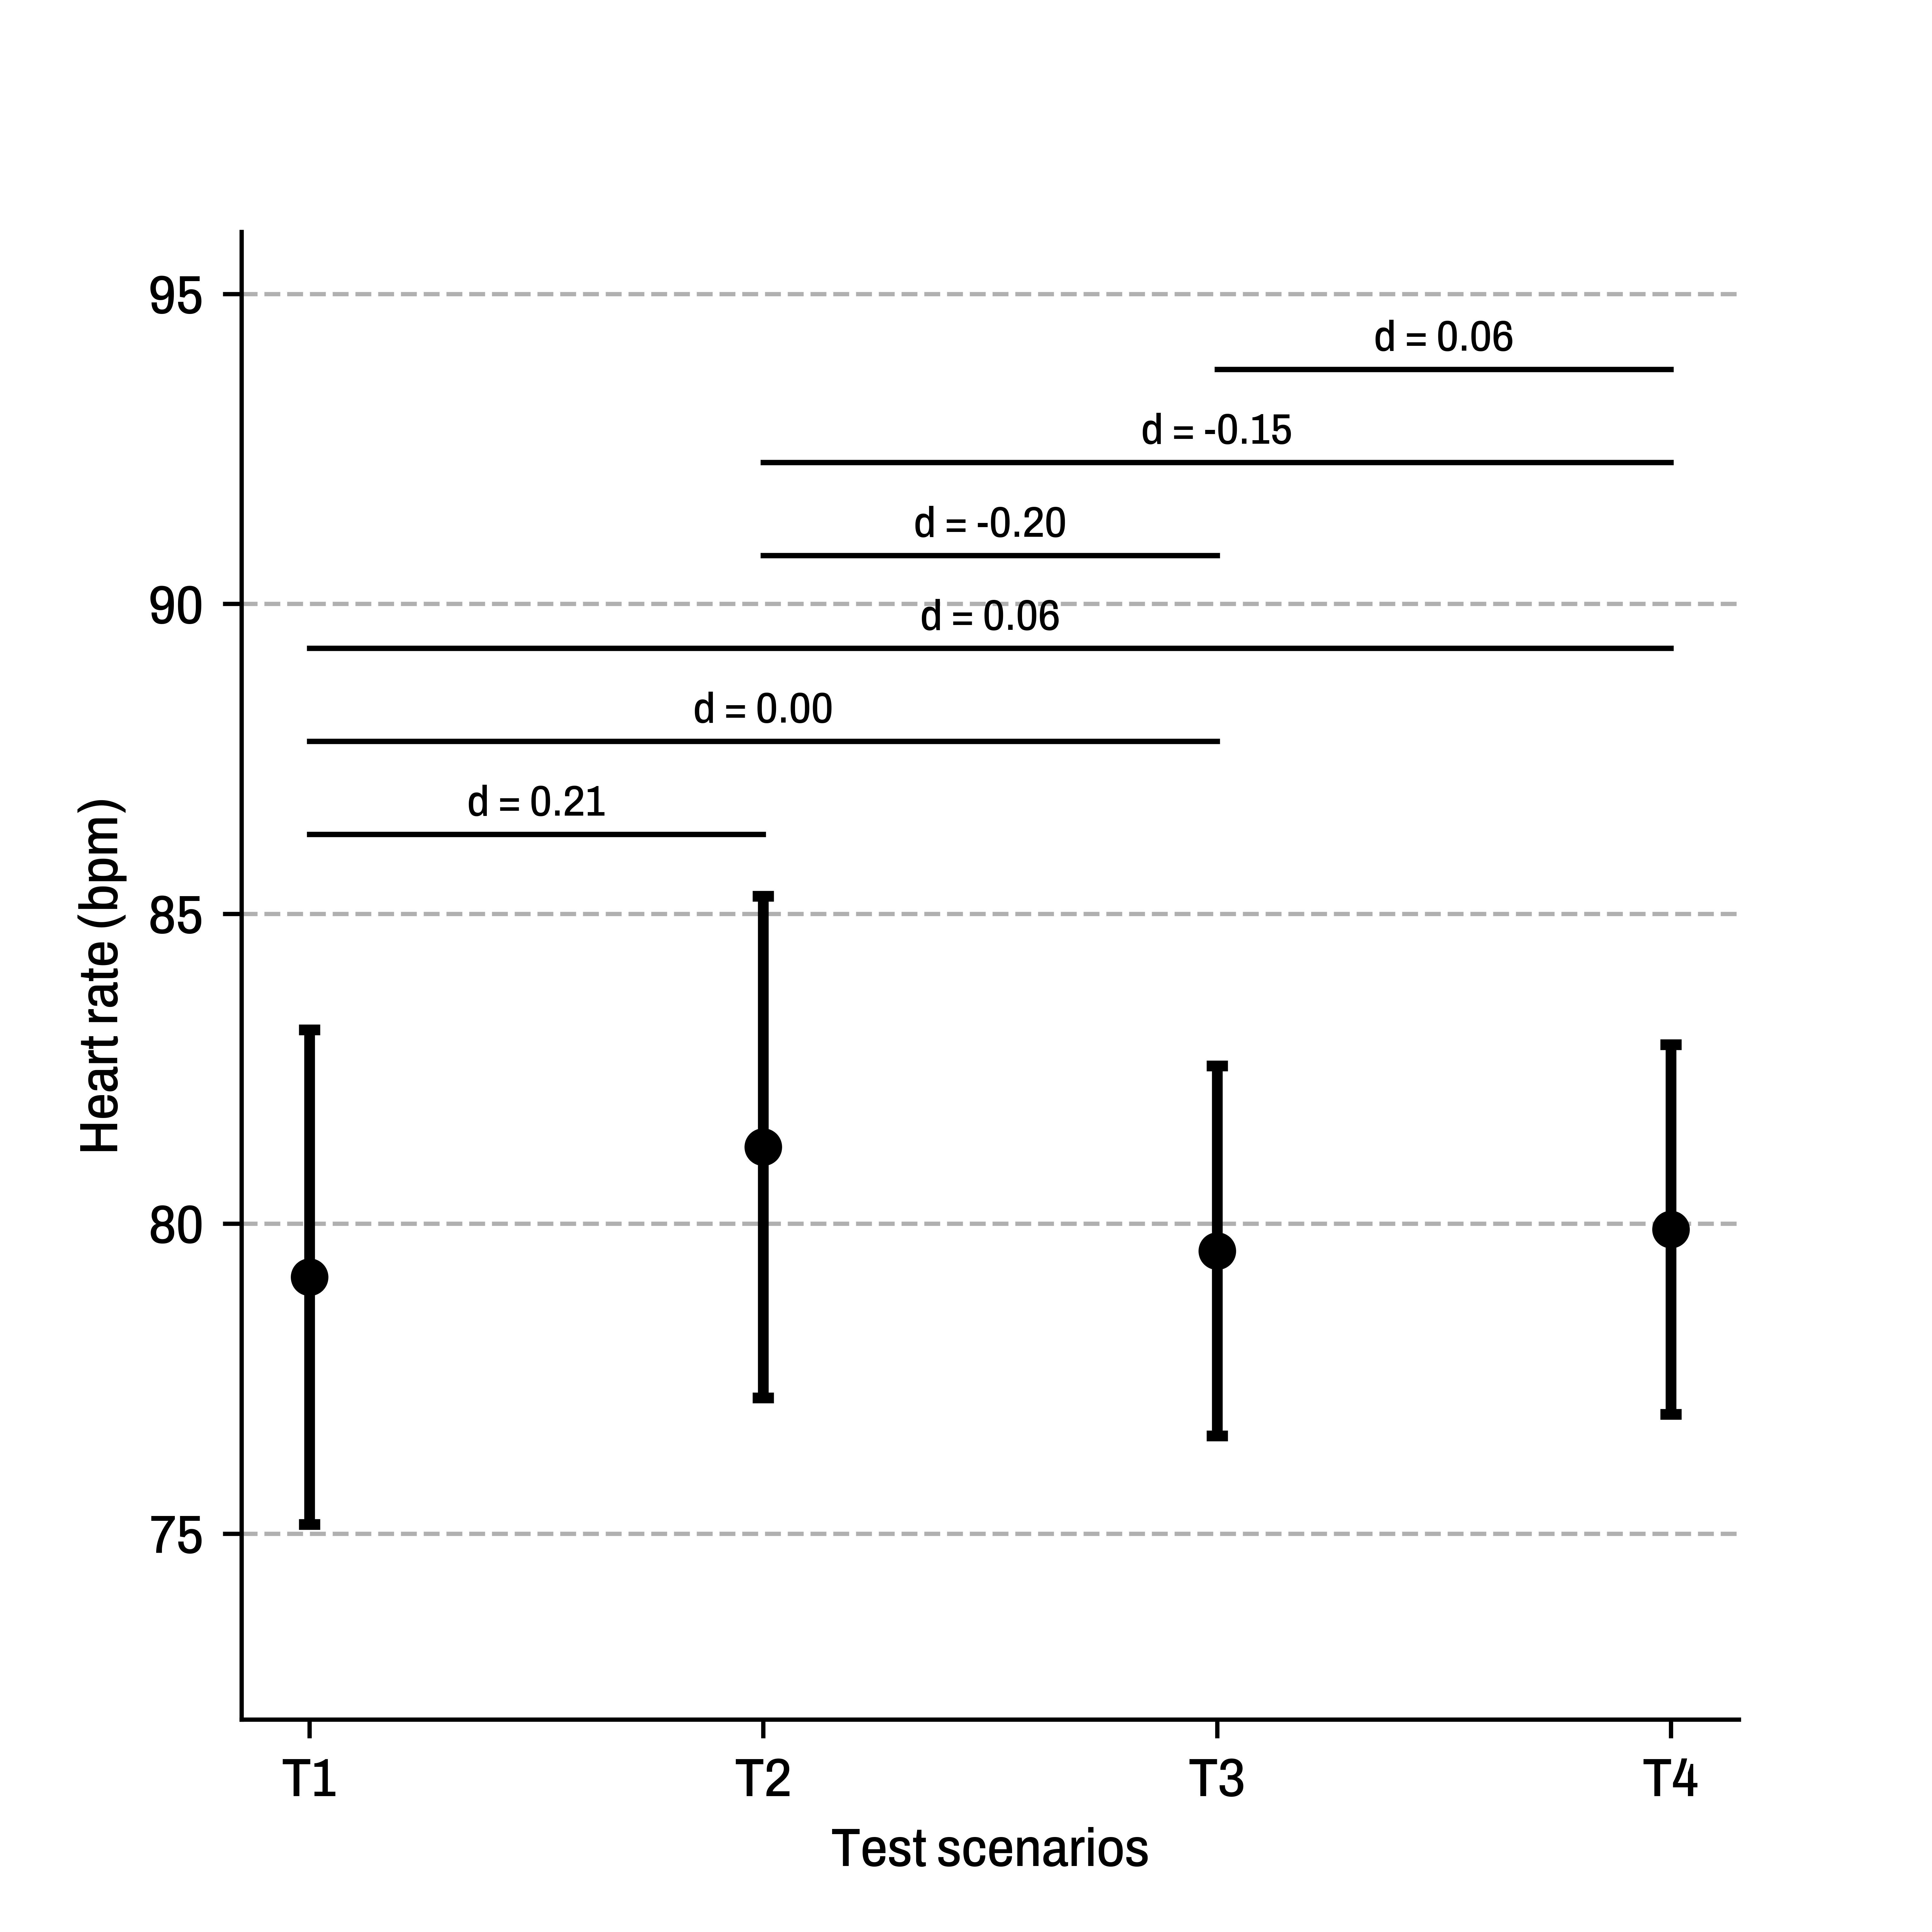 95
d = 0.06
d = -0.15
d = -0.20
90
d = 0.06
d = 0.00
d = 0.21
85
Heart rate (bpm)
80
75
T1 T2 T3 T4
Test scenarios